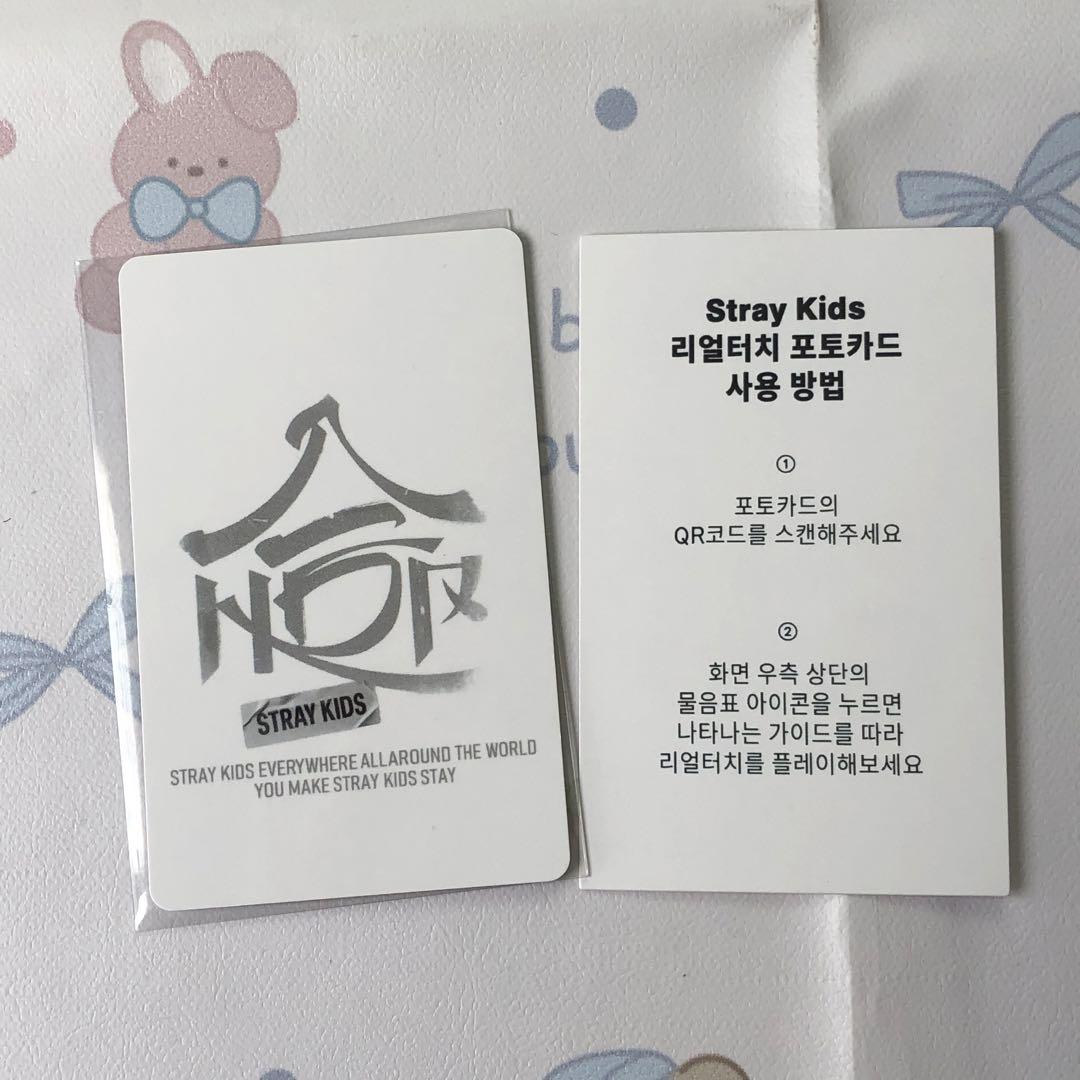 STRAY KIDS
STRAY KIDS EVERYWHERE ALLAROUND THE WORLD
YOU MAKE STRAY KIDS STAY
Stray Kids
리얼터치 포토카드
사용 방법
①
포토카드의
QR코드를 스캔해주세요
②
화면 우측 상단의
물음표 아이콘을 누르면
나타나는 가이드를 따라
리얼터치를 플레이해보세요